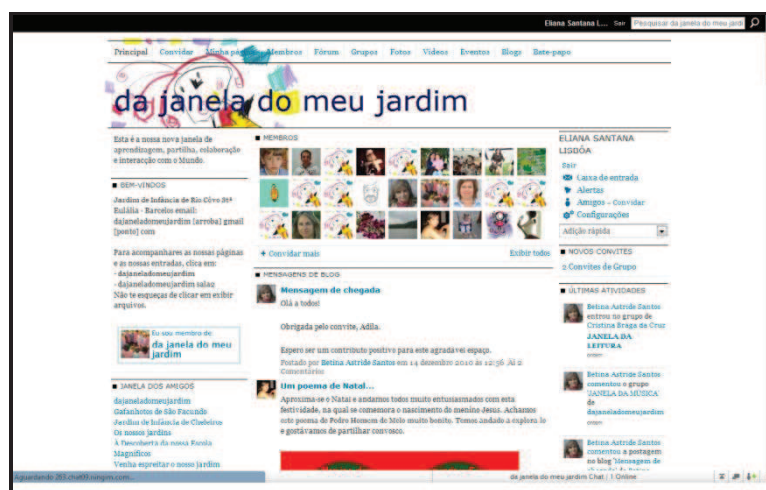 Eliana Santana L... Sair Pesquisar da janela do meu jardi
Principal Convidar Minha página Membros Fórum Grupos Fotos Vídeos Eventos Blogs Bate-papo
da janela do meu jardim
Esta é a nossa nova janela de
aprendizagem, partilha, colaboração
e interacção com o Mundo.
BEM-VINDOS
Jardim de Infância de Rio Côvo Stª
Eulália - Barcelos email:
dajaneladomeujardim [arroba] gmail
[ponto] com
Para acompanhares as nossas páginas
e as nossas entradas, clica em:
- dajaneladomeujardim
- dajaneladomeujardim sala2
Não te esqueças de clicar em exibir
arquivos.
Eu sou membro de:
da janela do meu
jardim
JANELA DOS AMIGOS
dajaneladomeujardim
Gafanhotos de São Facundo
Jardim de Infância de Cheleiros
Os nossos jardins
À Descoberta da nossa Escola
Magníficos
Venha espreitar o nosso jardim
MEMBROS
+ Convidar mais
Exibir todos
MENSAGENS DE BLOG
Mensagem de chegada
Olá a todos!
Obrigada pelo convite, Adila.
Espero ser um contributo positivo para este agradável espaço.
Postado por Betina Astride Santos em 14 dezembro 2010 às 12:36 2
Comentários
Um poema de Natal...
Aproxima-se o Natal e andamos todos muito entusiasmados com esta
festividade, na qual se comemora o nascimento do menino Jesus. Achamos
este poema de Pedro Homem de Melo muito bonito. Temos andado a explora lo
e gostávamos de partilhar convosco.
ELIANA SANTANA
LISBÔA
Sair
Caixa de entrada
Alertas
Amigos - Convidar
Configurações
Adição rápida
NOVOS CONVITES
2 Convites de Grupo
ÚLTIMAS ATIVIDADES
Betina Astride Santos
entrou no grupo de
Cristina Braga da Cruz
JANELA DA
LEITURA
ontem
Betina Astride Santos
comentou o grupo
'JANELA DA MÚSICA'
de
dajaneladomeujardim
ontem
Betina Astride Santos
comentou a postagem
no blog 'Mensagem de
Aguardando 283.chat09.ningim.com...
da janela do meu jardim Chat | 1 Online